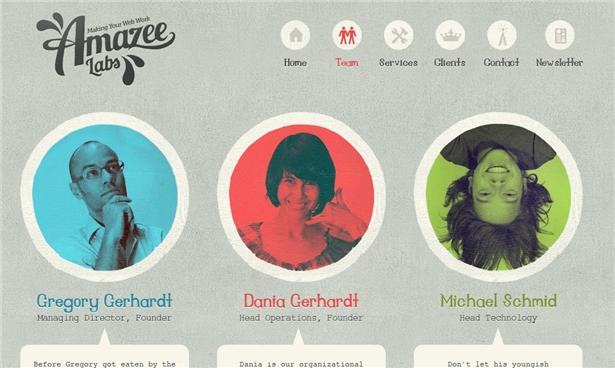 Making Your Web Work
Amazee
Labs
Home
Team
Services
Clients
Contact
Newsletter
Gregory Gerhardt
Dania Gerhardt
Michael Schmid
Managing Director, Founder
Head Operations, Founder
Head Technology
Before Gregory got eaten by the
Dania is our organizational
Don't let his youngish